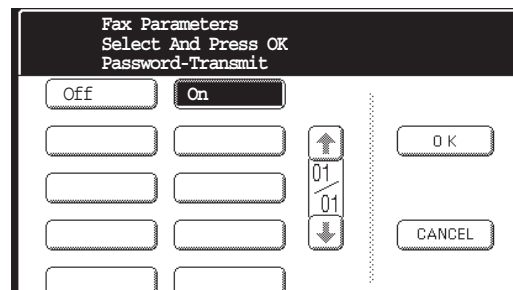 Fax Parameters
Select And Press OK
Password-Transmit
Off
On
OK
01
01
CANCEL